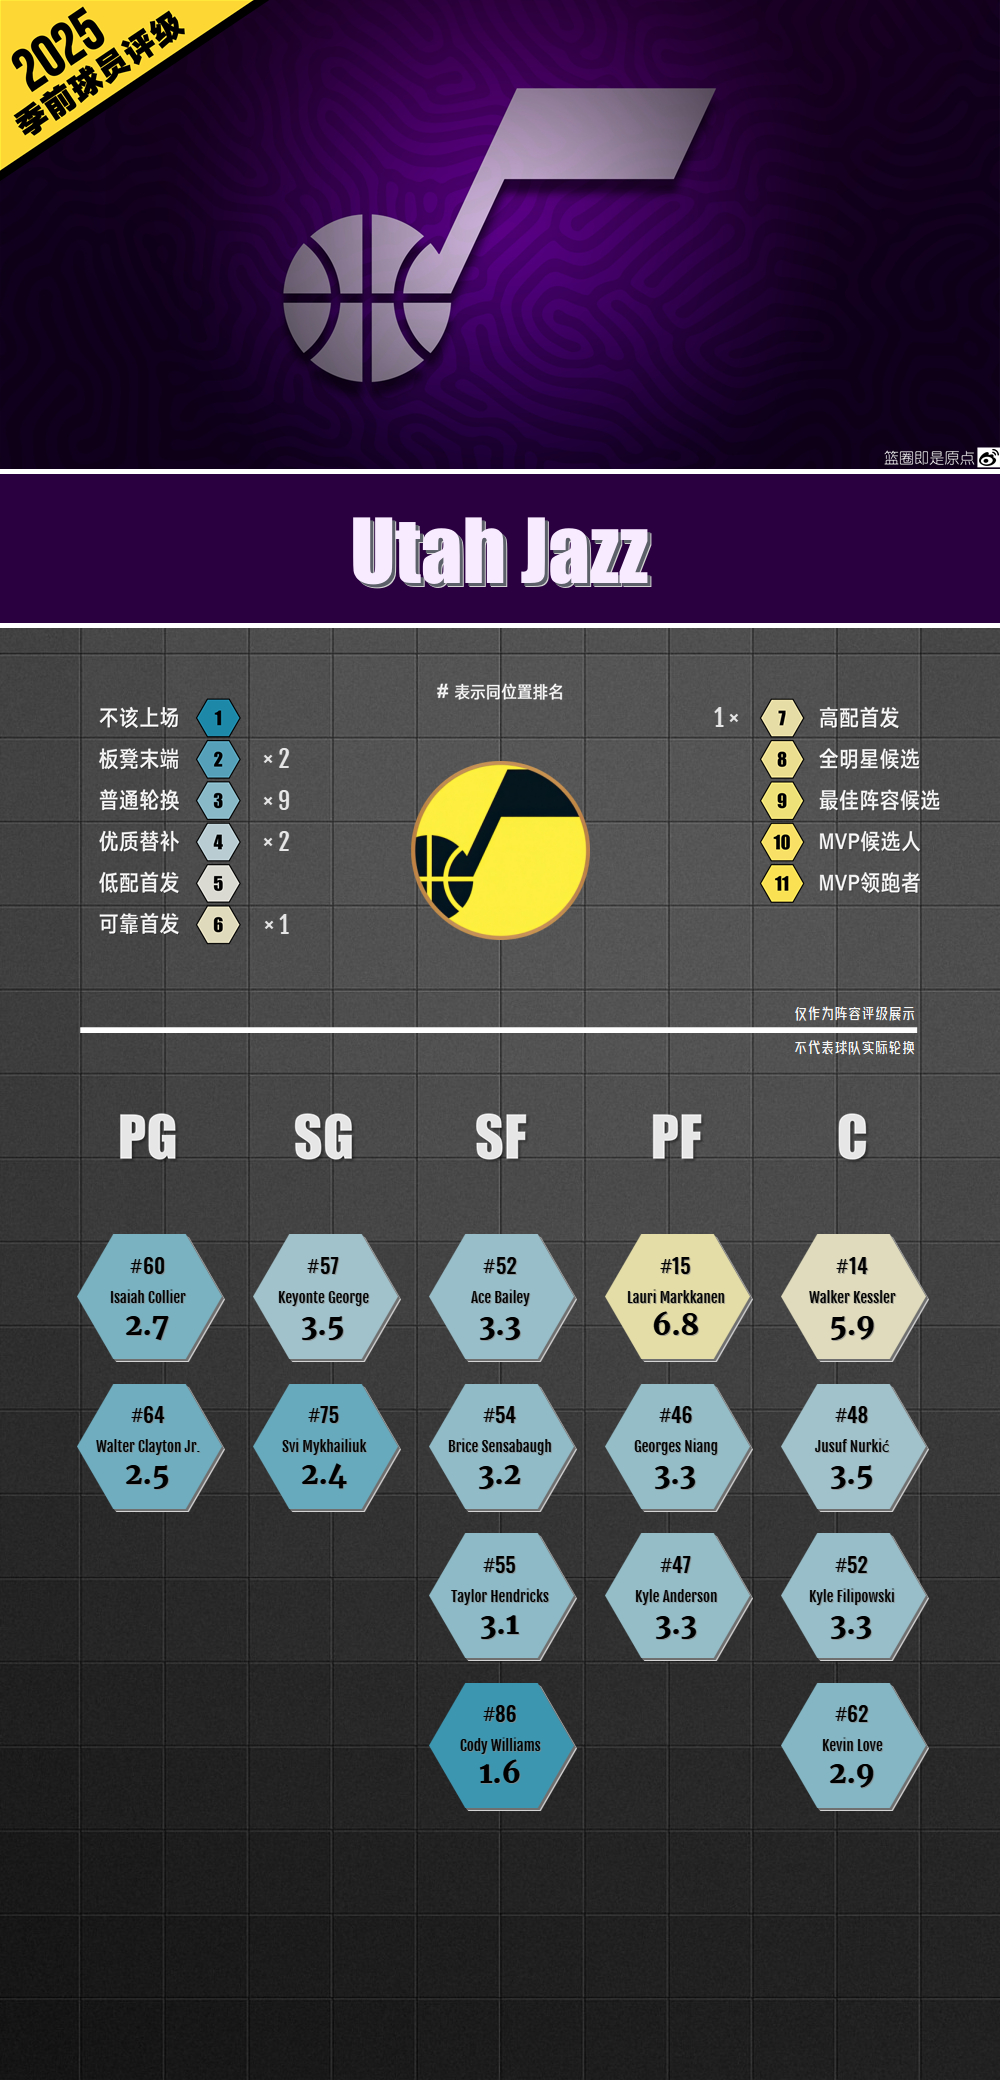 2025
季前球员评级
篮圈即是原点
Utah Jazz
# 表示同位置排名
不该上场 1
板凳末端 2 ×2
普通轮换 3 ×9
优质替补 4 ×2
低配首发 5
可靠首发 6 ×1
1× 7 高配首发
8 全明星候选
9 最佳阵容候选
10 MVP候选人
11 MVP领跑者
仅作为阵容评级展示
不代表球队实际轮换
PG SG SF PF C
#60 #57 #52 #15 #14
Isaiah Collier Keyonte George Ace Bailey Lauri Markkanen Walker Kessler
2.7 3.5 3.3 6.8 5.9
#64 #75 #54 #46 #48
Walter Clayton Jr. Svi Mykhailiuk Brice Sensabaugh Georges Niang Jusuf Nurkić
2.5 2.4 3.2 3.3 3.5
#55 #47 #52
Taylor Hendricks Kyle Anderson Kyle Filipowski
3.1 3.3 3.3
#86 #62
Cody Williams Kevin Love
1.6 2.9